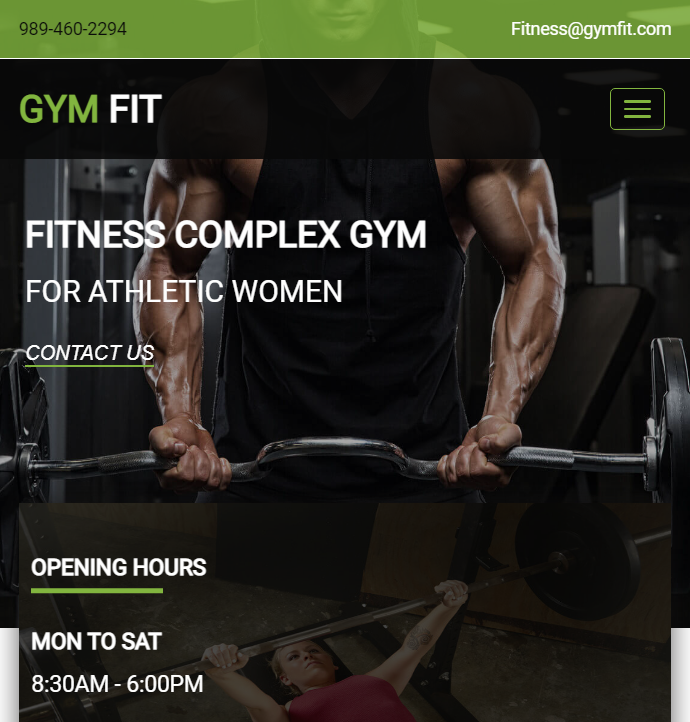 989-460-2294
Fitness@gymfit.com
GYM FIT
FITNESS COMPLEX GYM
FOR ATHLETIC WOMEN
CONTACT US
OPENING HOURS
MON TO SAT
8:30AM - 6:00PM